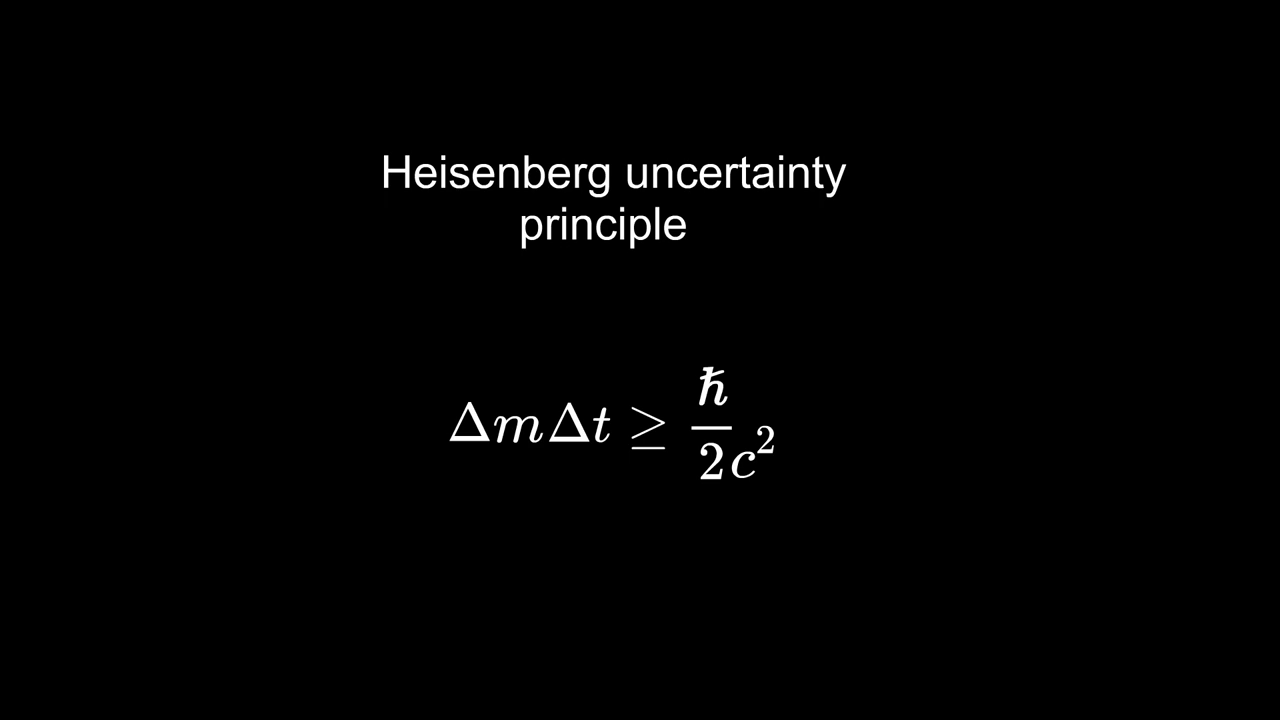 Heisenberg uncertainty
principle
ΔmΔt ≥ ħ/2c²